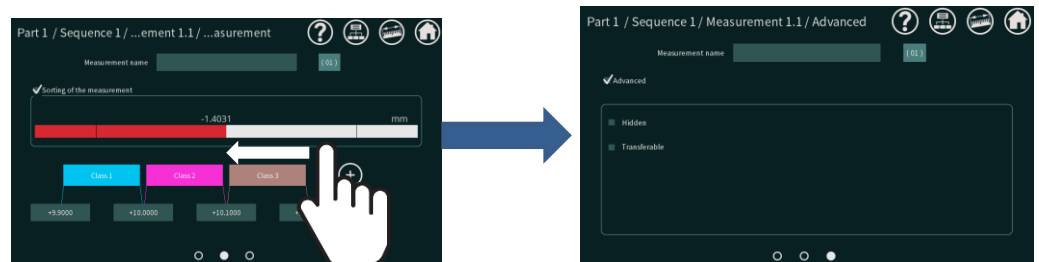 Part 1 / Sequence 1 / ...ement 1.1 / ...asurement
?
Measurement name
(01)
Sorting of the measurement
-1.4031 mm
Class 1 Class 2 Class 3
+9.9000 +10.0000 +10.1000
Part 1 / Sequence 1 / Measurement 1.1 / Advanced
?
Measurement name
(01)
Advanced
Hidden
Transferable